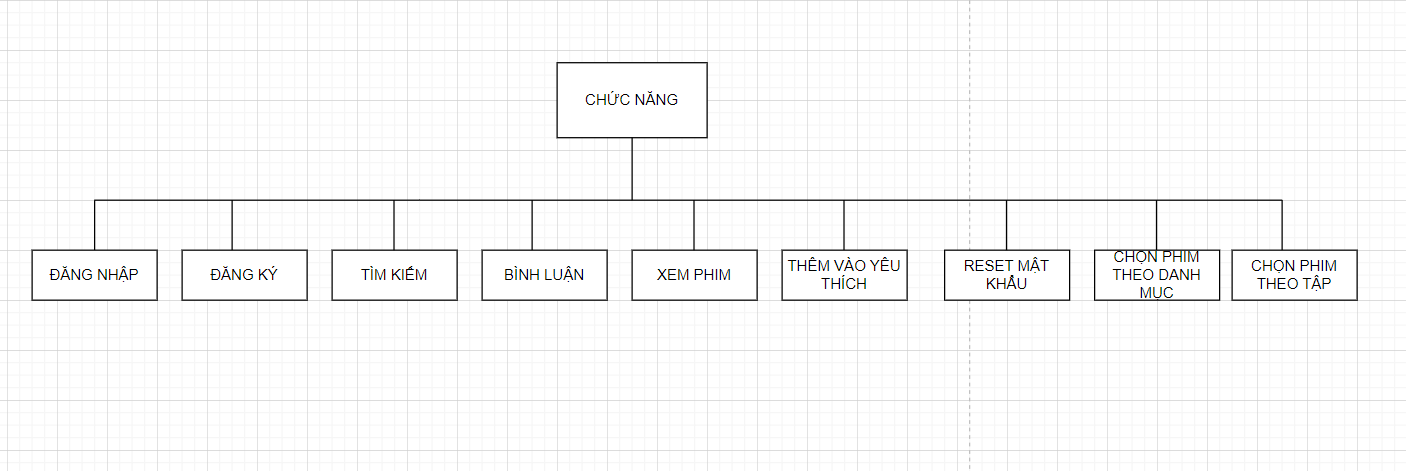 CHỨC NĂNG
ĐĂNG NHẬP
ĐĂNG KÝ
TÌM KIẾM
BÌNH LUẬN
XEM PHIM
THÊM VÀO YÊU
THÍCH
RESET MẬT
KHẨU
CHỌN PHIM
THEO DANH
MỤC
CHỌN PHIM
THEO TẬP